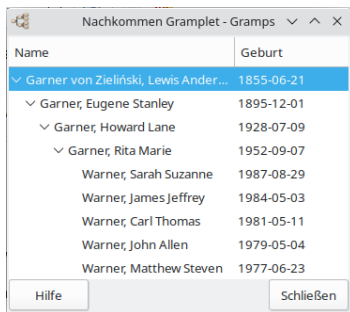 Nachkommen Gramplet - Gramps
Name Geburt
Garner von Zieliński, Lewis Ander... 1855-06-21
Garner, Eugene Stanley 1895-12-01
Garner, Howard Lane 1928-07-09
Garner, Rita Marie 1952-09-07
Warner, Sarah Suzanne 1987-08-29
Warner, James Jeffrey 1984-05-03
Warner, Carl Thomas 1981-05-11
Warner, John Allen 1979-05-04
Warner, Matthew Steven 1977-06-23
Hilfe Schließen